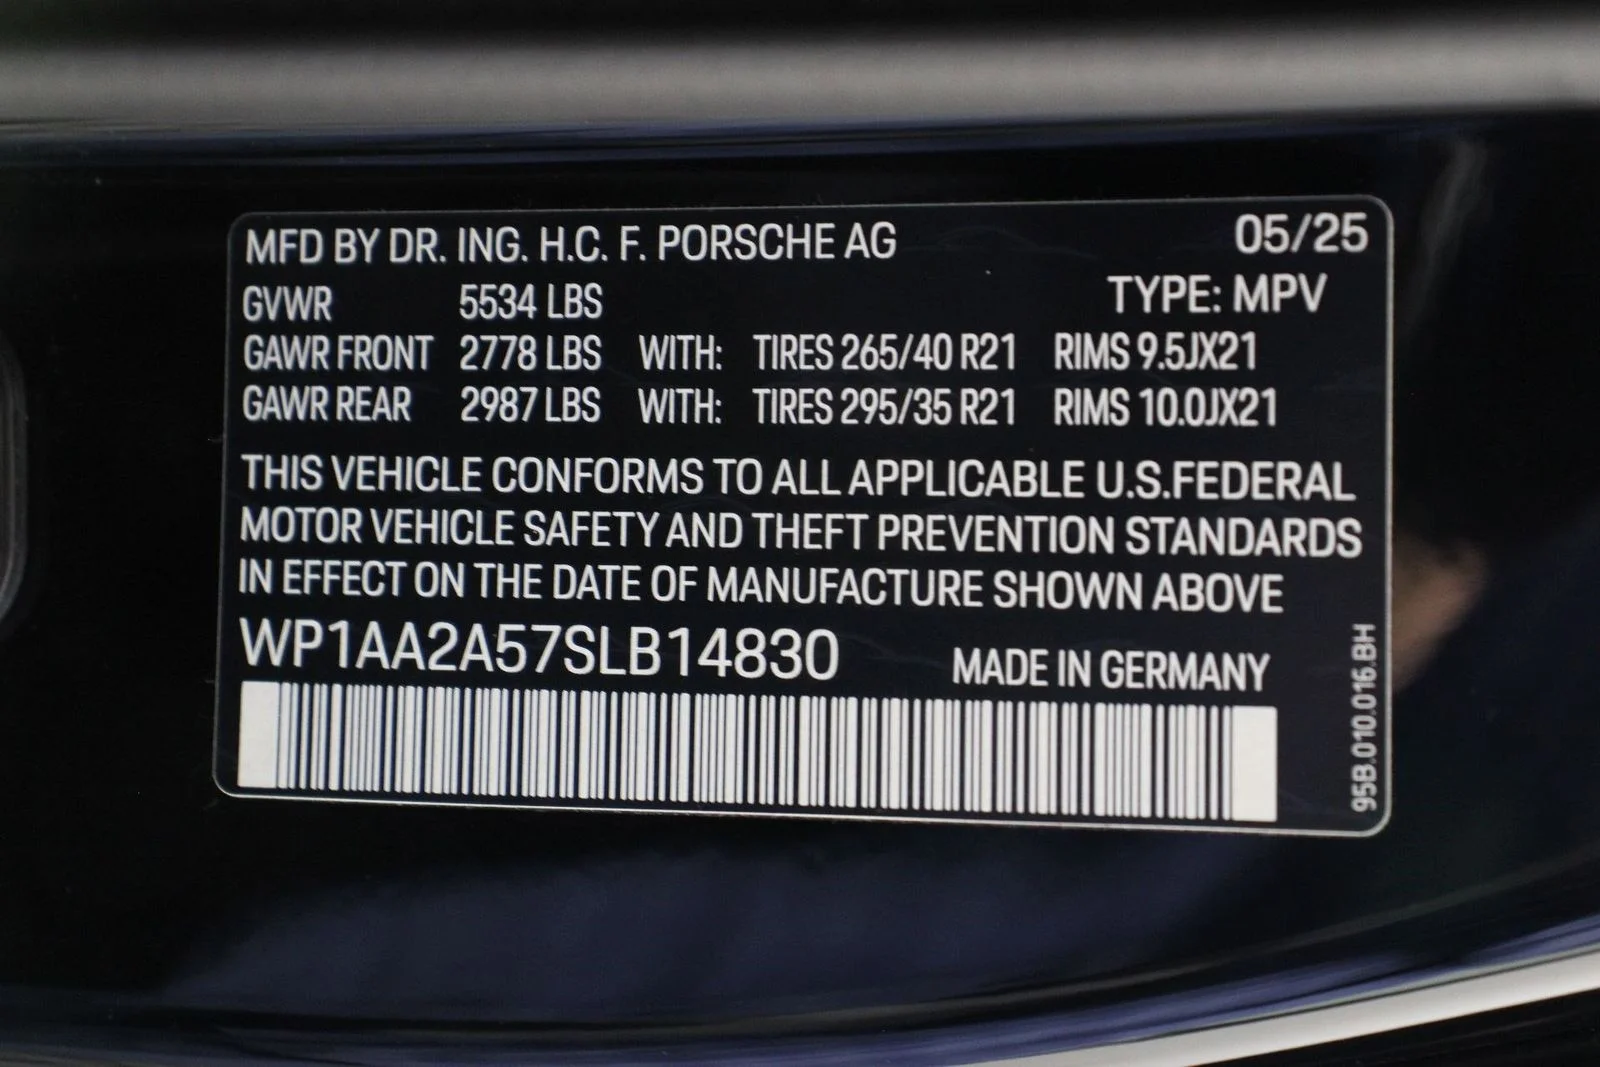 MFD BY DR. ING. H.C. F. PORSCHE AG 05/25
GVWR 5534 LBS TYPE: MPV
GAWR FRONT 2778 LBS WITH: TIRES 265/40 R21 RIMS 9.5JX21
GAWR REAR 2987 LBS WITH: TIRES 295/35 R21 RIMS 10.0JX21
THIS VEHICLE CONFORMS TO ALL APPLICABLE U.S.FEDERAL
MOTOR VEHICLE SAFETY AND THEFT PREVENTION STANDARDS
IN EFFECT ON THE DATE OF MANUFACTURE SHOWN ABOVE
WP1AA2A57SLB14830 MADE IN GERMANY
95B.010.016.BH